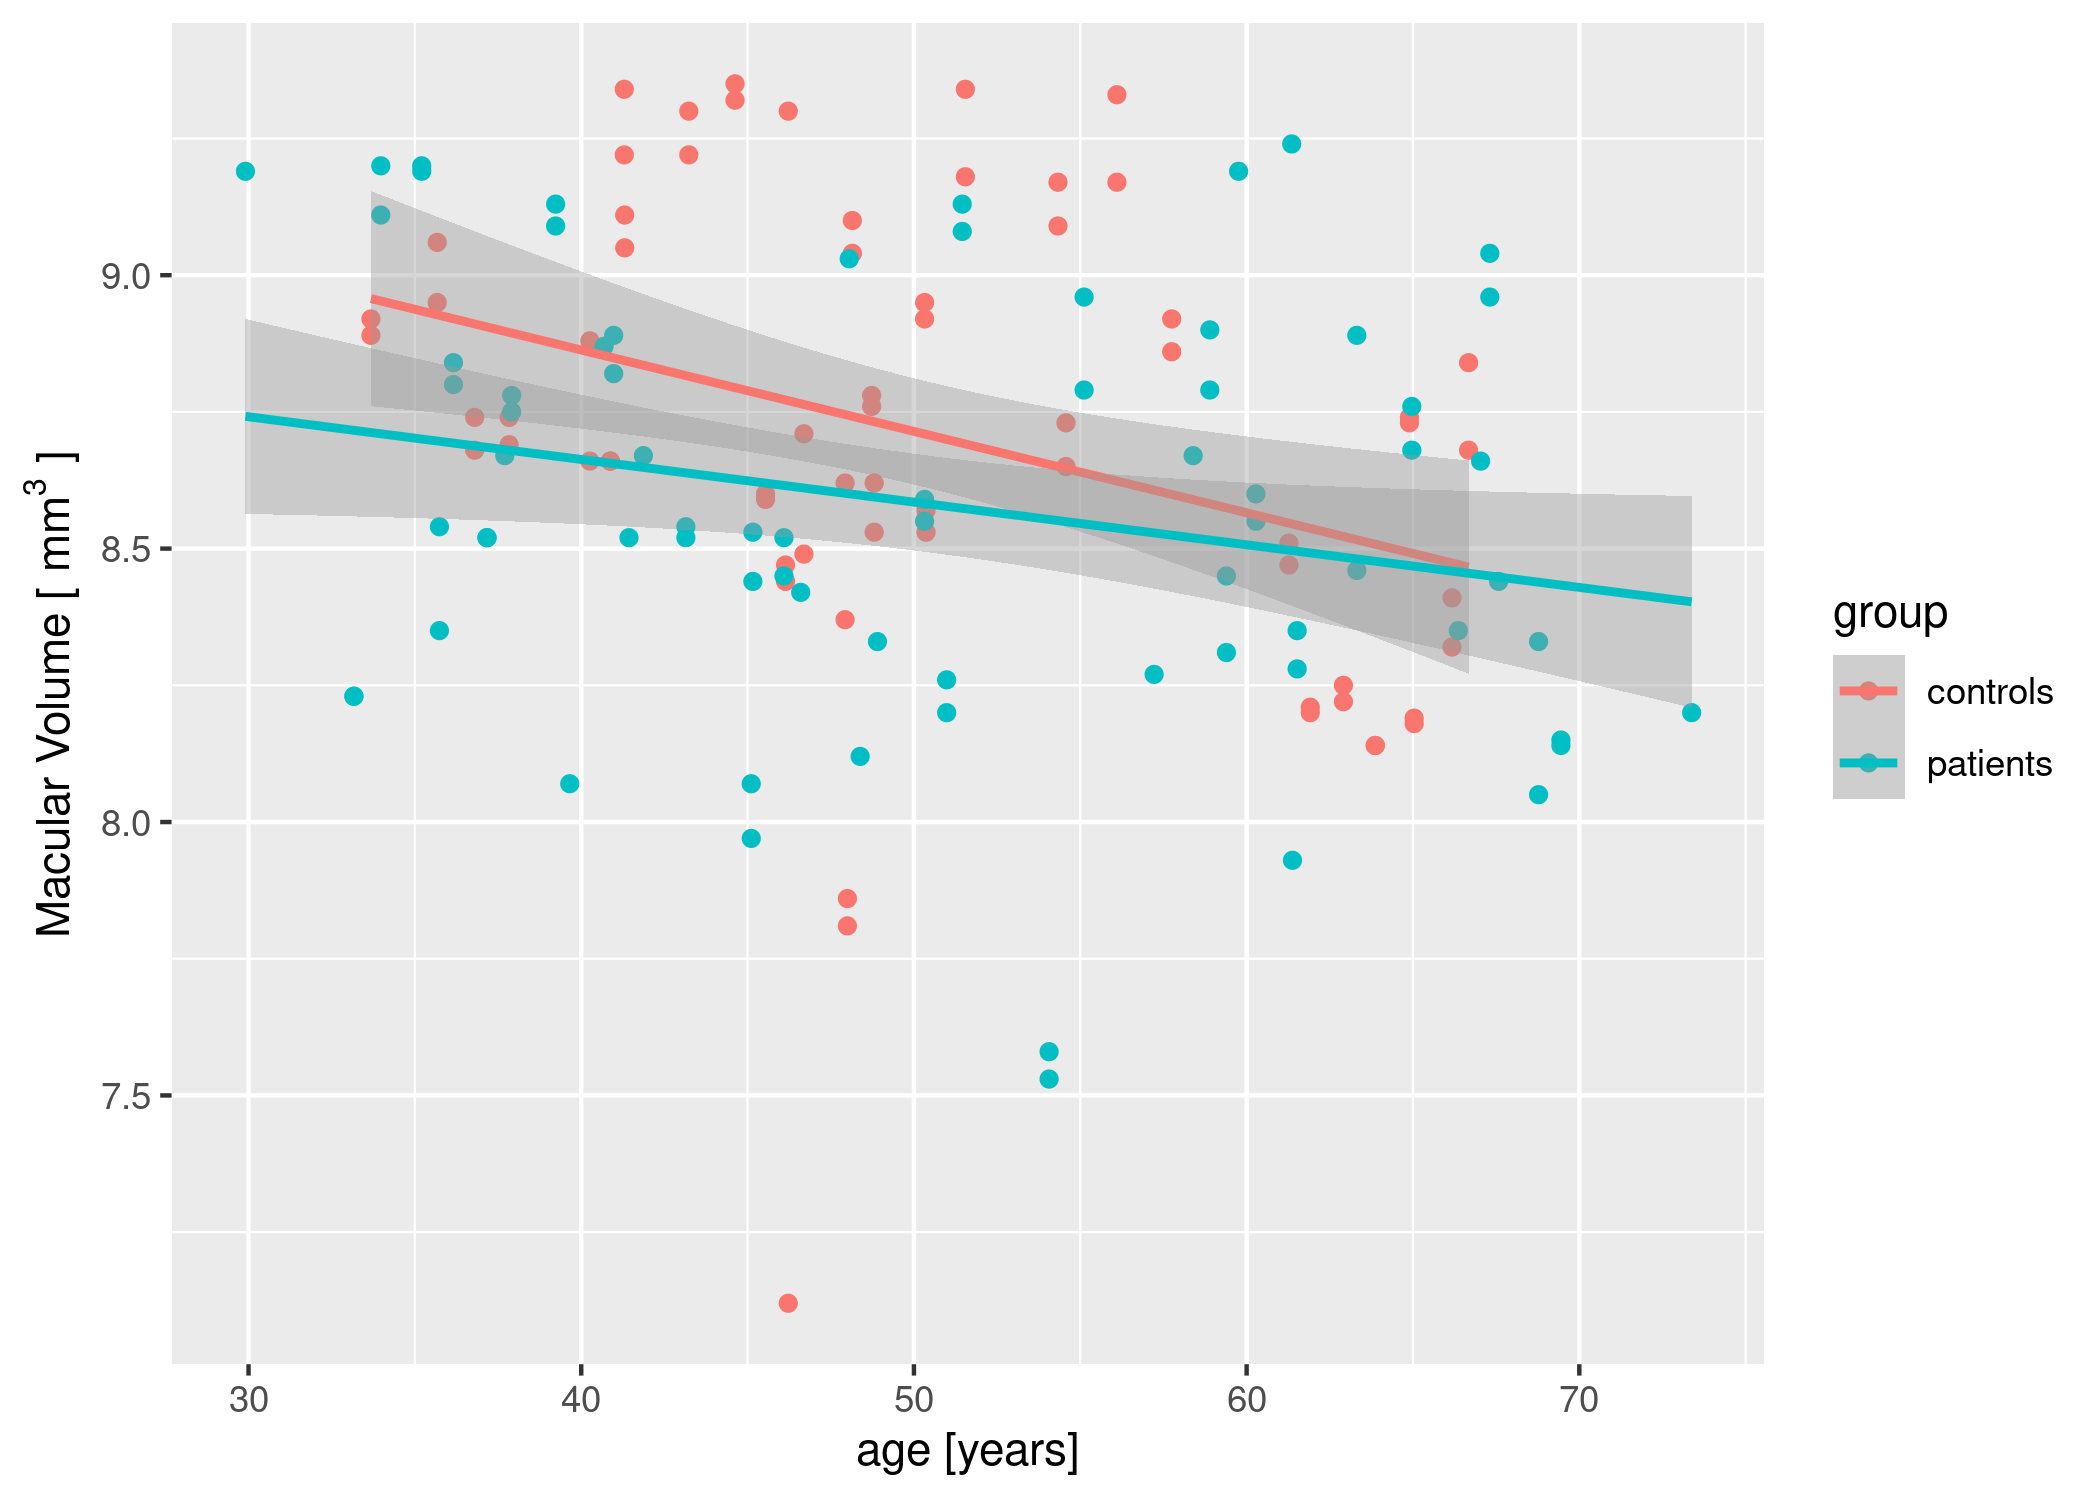 Macular Volume [ mm³ ]
9.0
8.5
8.0
7.5
30 40 50 60 70
age [years]
group
controls
patients